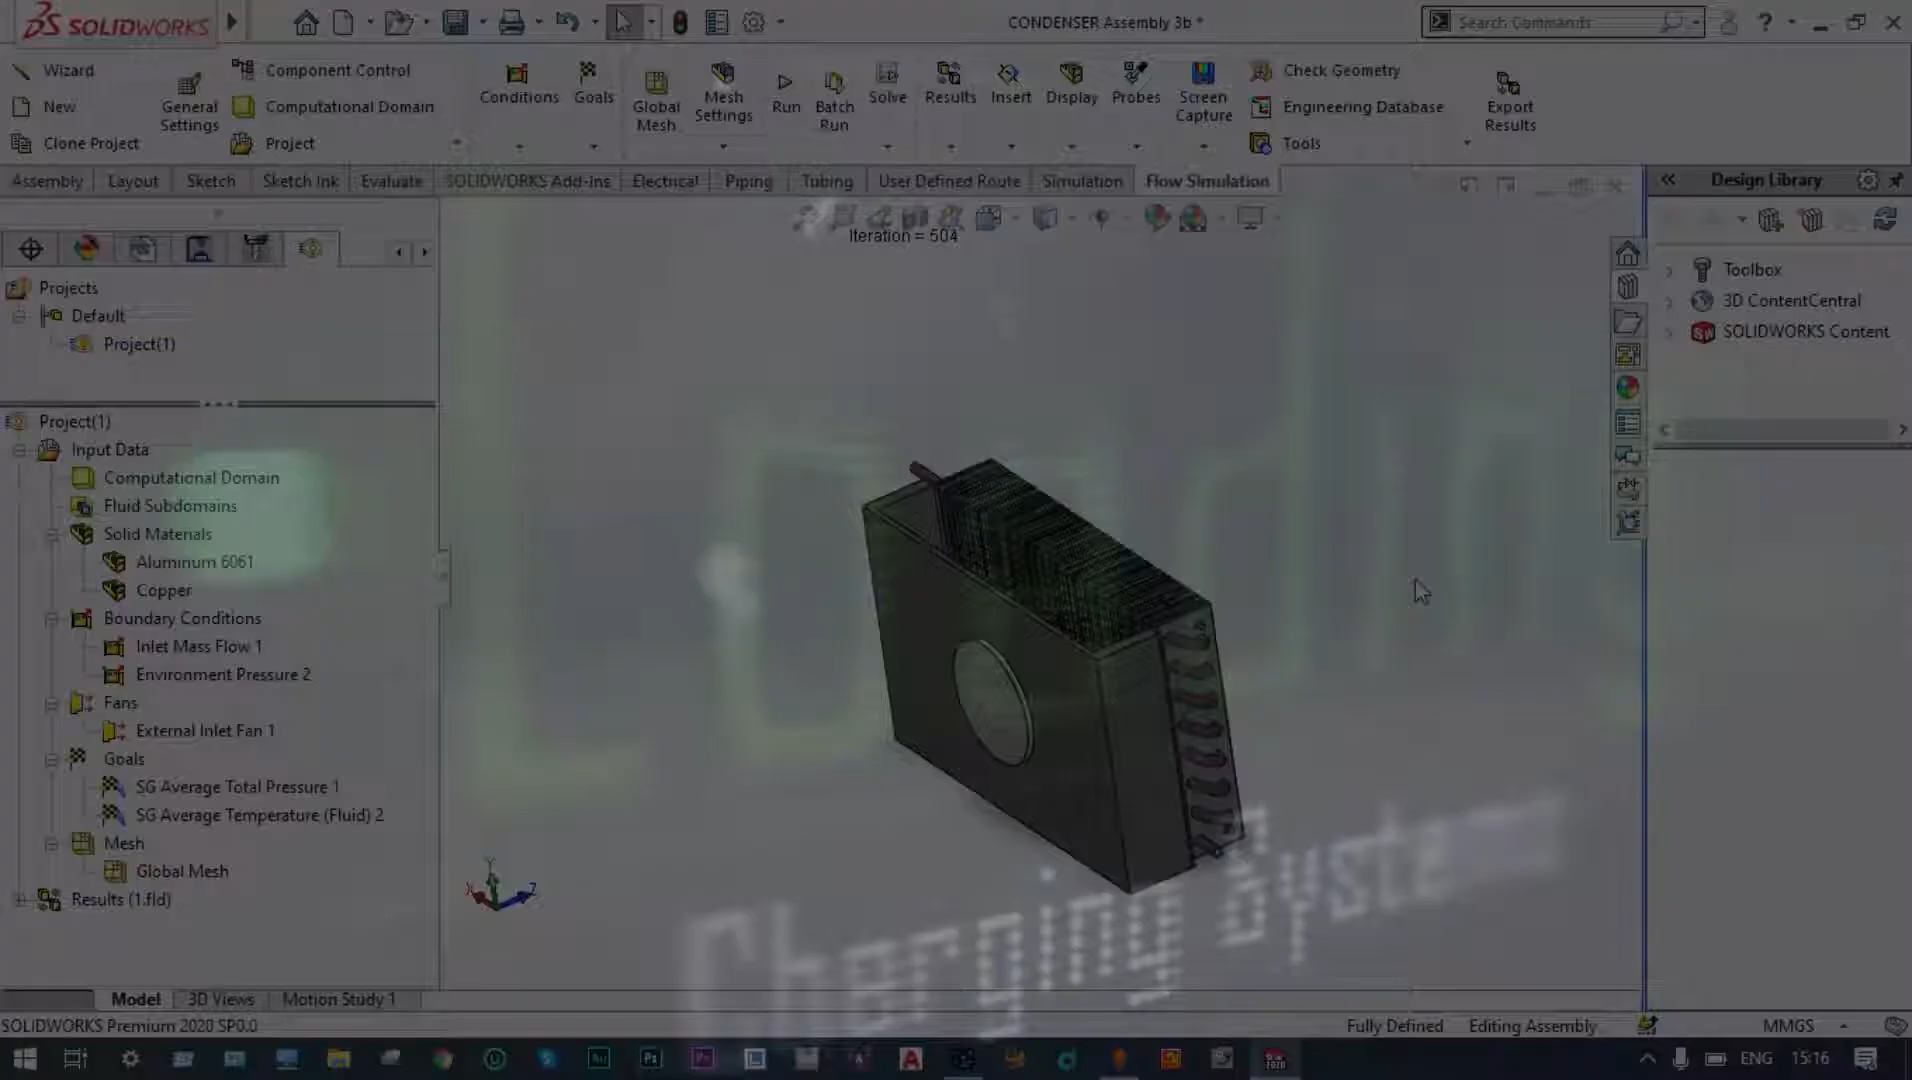 SOLIDWORKS
CONDENSER Assembly 3b *
Search Commands
?
Wizard
New
Clone Project
General Settings
Component Control
Computational Domain
Project
Conditions
Goals
Global Mesh
Mesh Settings
Run
Batch Run
Solve
Results
Insert
Display
Probes
Screen Capture
Check Geometry
Engineering Database
Tools
Export Results
Assembly
Layout
Sketch
Sketch Ink
Evaluate
SOLIDWORKS Add-Ins
Electrical
Piping
Tubing
User Defined Route
Simulation
Flow Simulation
Design Library
Iteration = 504
Toolbox
3D ContentCentral
SOLIDWORKS Content
Projects
Default
Project(1)
Project(1)
Input Data
Computational Domain
Fluid Subdomains
Solid Materials
Aluminum 6061
Copper
Boundary Conditions
Inlet Mass Flow 1
Environment Pressure 2
Fans
External Inlet Fan 1
Goals
SG Average Total Pressure 1
SG Average Temperature (Fluid) 2
Mesh
Global Mesh
Results (1.fld)
Loading
Charging
Y
X
Z
Model
3D Views
Motion Study 1
SOLIDWORKS Premium 2020 SP0.0
Fully Defined
Editing Assembly
MMGS
ENG
15:16